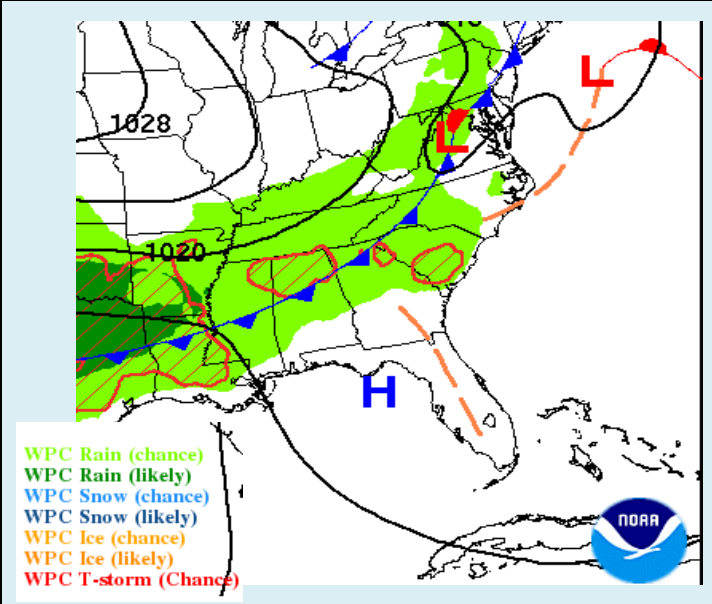 1028
L
L
1020
H
WPC Rain (chance)
WPC Rain (likely)
WPC Snow (chance)
WPC Snow (likely)
WPC Ice (chance)
WPC Ice (likely)
WPC T-storm (Chance)
NOAA